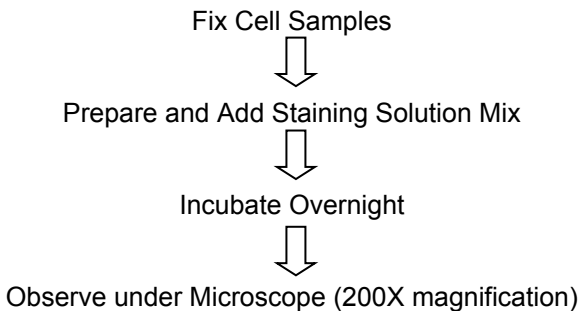 Fix Cell Samples
Prepare and Add Staining Solution Mix
Incubate Overnight
Observe under Microscope (200X magnification)